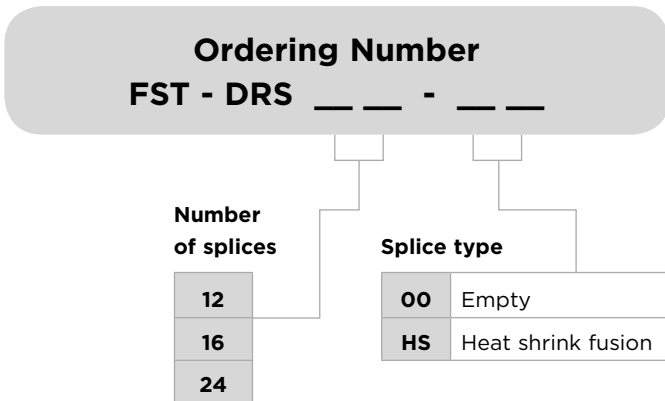 Ordering Number
FST - DRS __ __ - __ __
Number
of splices
12
16
24
Splice type
00 Empty
HS Heat shrink fusion